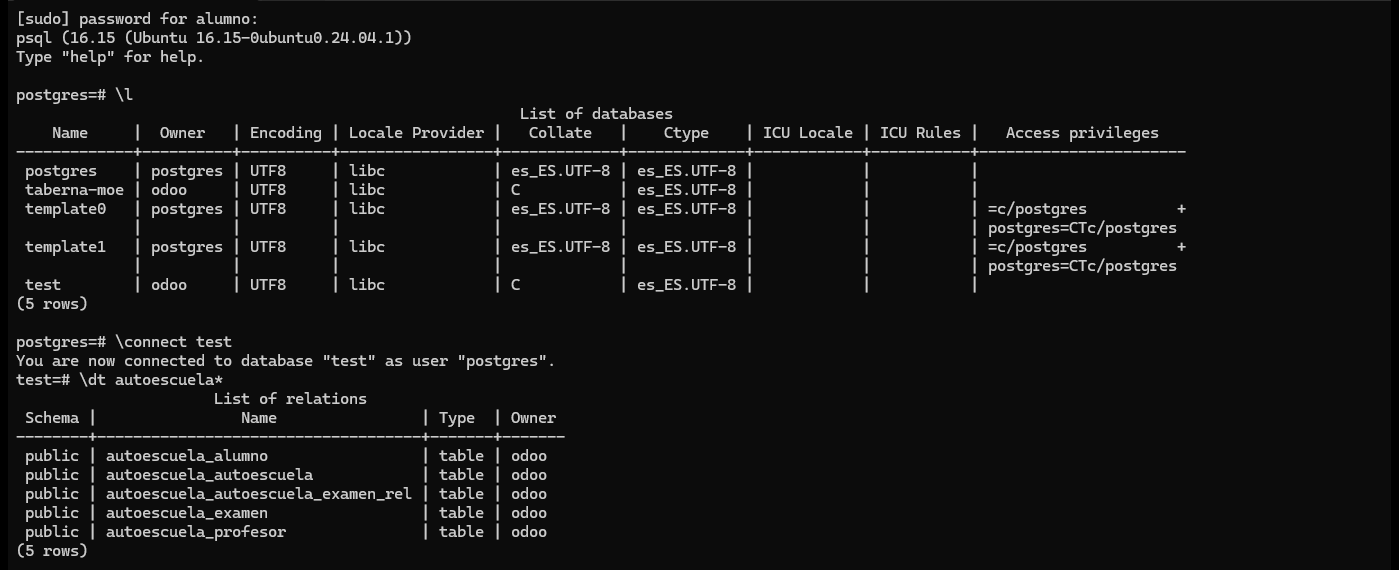 [sudo] password for alumno:
psql (16.15 (Ubuntu 16.15-0ubuntu0.24.04.1))
Type "help" for help.

postgres=# \l
                                                        List of databases
    Name     |  Owner   | Encoding | Locale Provider |   Collate   |    Ctype    | ICU Locale | ICU Rules |   Access privileges
-------------+----------+----------+-----------------+-------------+-------------+------------+-----------+-----------------------
 postgres    | postgres | UTF8     | libc            | es_ES.UTF-8 | es_ES.UTF-8 |            |           |
 taberna-moe | odoo     | UTF8     | libc            | C           | es_ES.UTF-8 |            |           |
 template0   | postgres | UTF8     | libc            | es_ES.UTF-8 | es_ES.UTF-8 |            |           | =c/postgres          +
             |          |          |                 |             |             |            |           | postgres=CTc/postgres
 template1   | postgres | UTF8     | libc            | es_ES.UTF-8 | es_ES.UTF-8 |            |           | =c/postgres          +
             |          |          |                 |             |             |            |           | postgres=CTc/postgres
 test        | odoo     | UTF8     | libc            | C           | es_ES.UTF-8 |            |           |
(5 rows)

postgres=# \connect test
You are now connected to database "test" as user "postgres".
test=# \dt autoescuela*
                      List of relations
 Schema |                Name                | Type  | Owner
--------+------------------------------------+-------+-------
 public | autoescuela_alumno                 | table | odoo
 public | autoescuela_autoescuela            | table | odoo
 public | autoescuela_autoescuela_examen_rel | table | odoo
 public | autoescuela_examen                 | table | odoo
 public | autoescuela_profesor               | table | odoo
(5 rows)